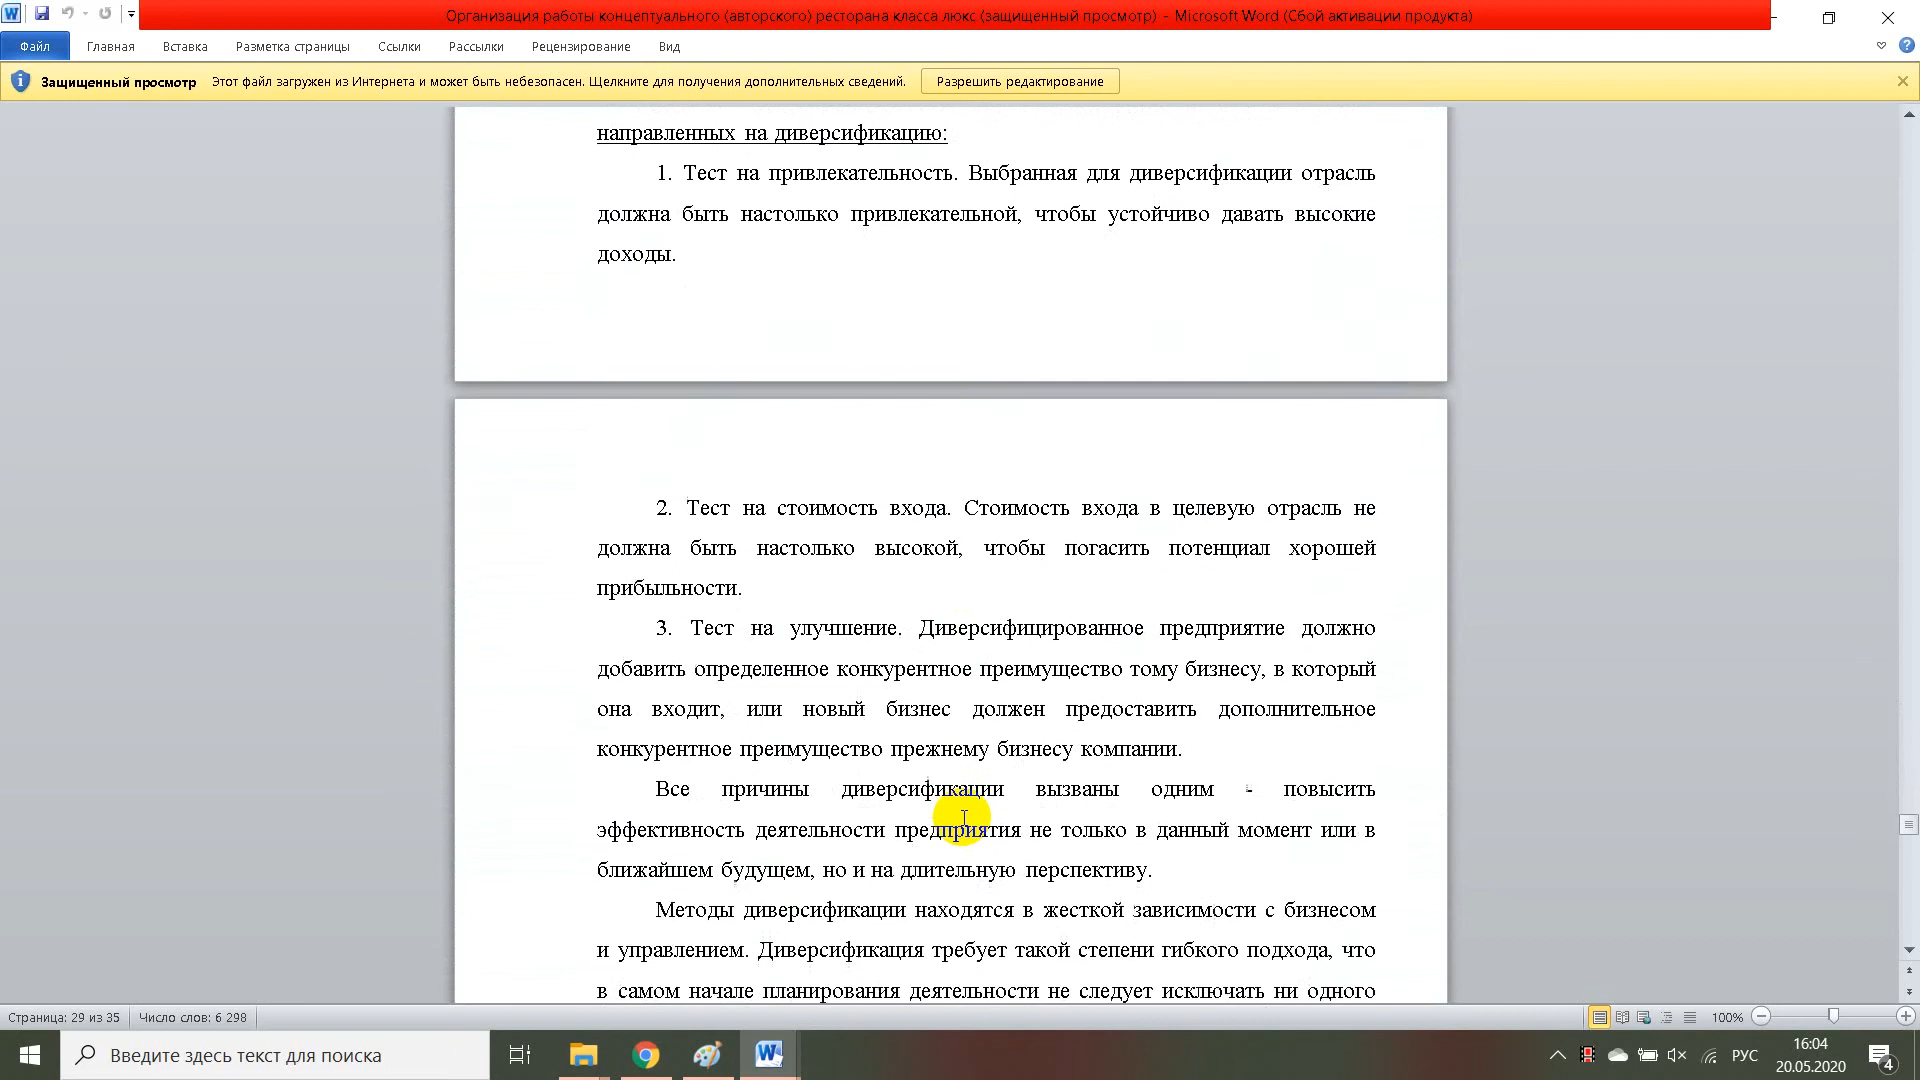 Организация работы концептуального (авторского) ресторана класса люкс (защищенный просмотр) - Microsoft Word (Сбой активации продукта)
Файл Главная Вставка Разметка страницы Ссылки Рассылки Рецензирование Вид
Защищенный просмотр Этот файл загружен из Интернета и может быть небезопасен. Щелкните для получения дополнительных сведений. Разрешить редактирование
направленных на диверсификацию:
1. Тест на привлекательность. Выбранная для диверсификации отрасль
должна быть настолько привлекательной, чтобы устойчиво давать высокие
доходы.
2. Тест на стоимость входа. Стоимость входа в целевую отрасль не
должна быть настолько высокой, чтобы погасить потенциал хорошей
прибыльности.
3. Тест на улучшение. Диверсифицированное предприятие должно
добавить определенное конкурентное преимущество тому бизнесу, в который
она входит, или новый бизнес должен предоставить дополнительное
конкурентное преимущество прежнему бизнесу компании.
Все причины диверсификации вызваны одним - повысить
эффективность деятельности предприятия не только в данный момент или в
ближайшем будущем, но и на длительную перспективу.
Методы диверсификации находятся в жесткой зависимости с бизнесом
и управлением. Диверсификация требует такой степени гибкого подхода, что
в самом начале планирования деятельности не следует исключать ни одного
Страница: 29 из 35 Число слов: 6 298 100%
Введите здесь текст для поиска РУС 16:04
20.05.2020 4